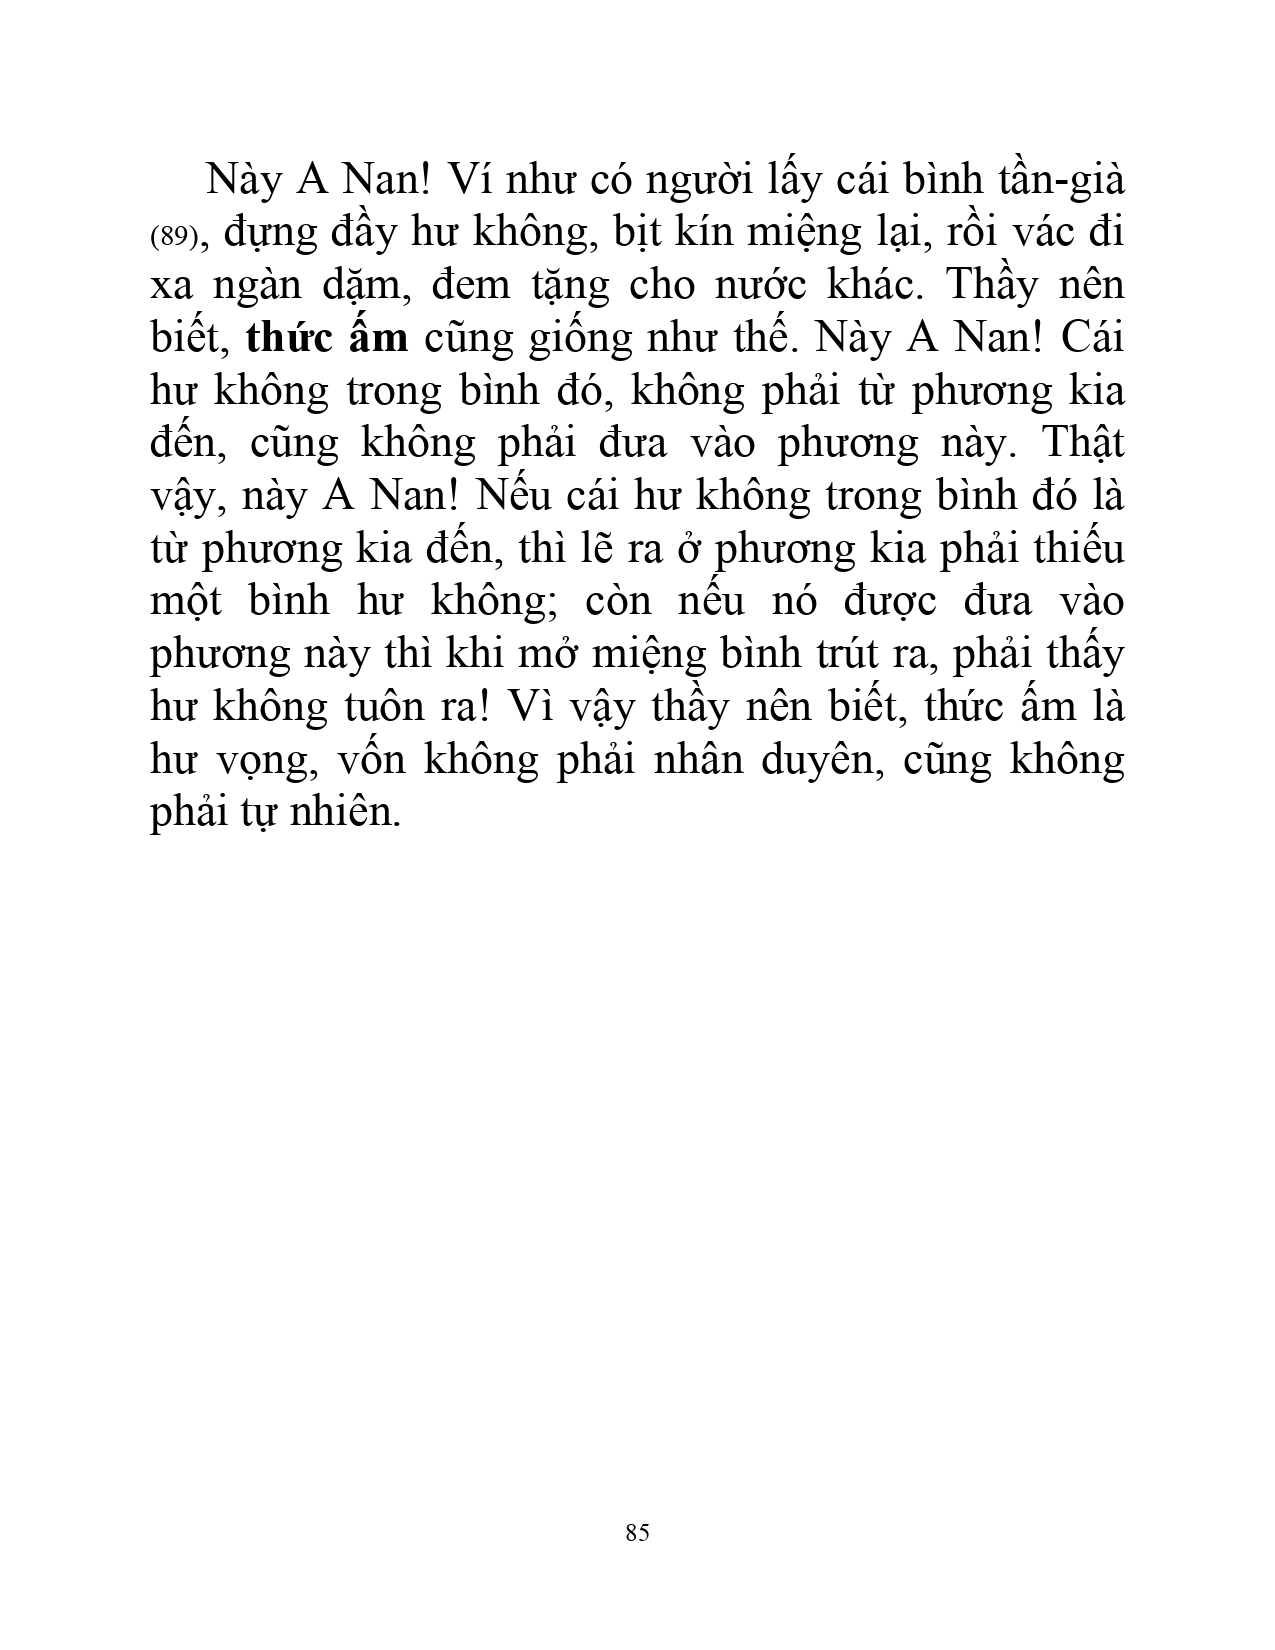 Này A Nan! Ví như có người lấy cái bình tần-già
(89), đựng đầy hư không, bịt kín miệng lại, rồi vác đi
xa ngàn dặm, đem tặng cho nước khác. Thầy nên
biết, thức ấm cũng giống như thế. Này A Nan! Cái
hư không trong bình đó, không phải từ phương kia
đến, cũng không phải đưa vào phương này. Thật
vậy, này A Nan! Nếu cái hư không trong bình đó là
từ phương kia đến, thì lẽ ra ở phương kia phải thiếu
một bình hư không; còn nếu nó được đưa vào
phương này thì khi mở miệng bình trút ra, phải thấy
hư không tuôn ra! Vì vậy thầy nên biết, thức ấm là
hư vọng, vốn không phải nhân duyên, cũng không
phải tự nhiên.
85